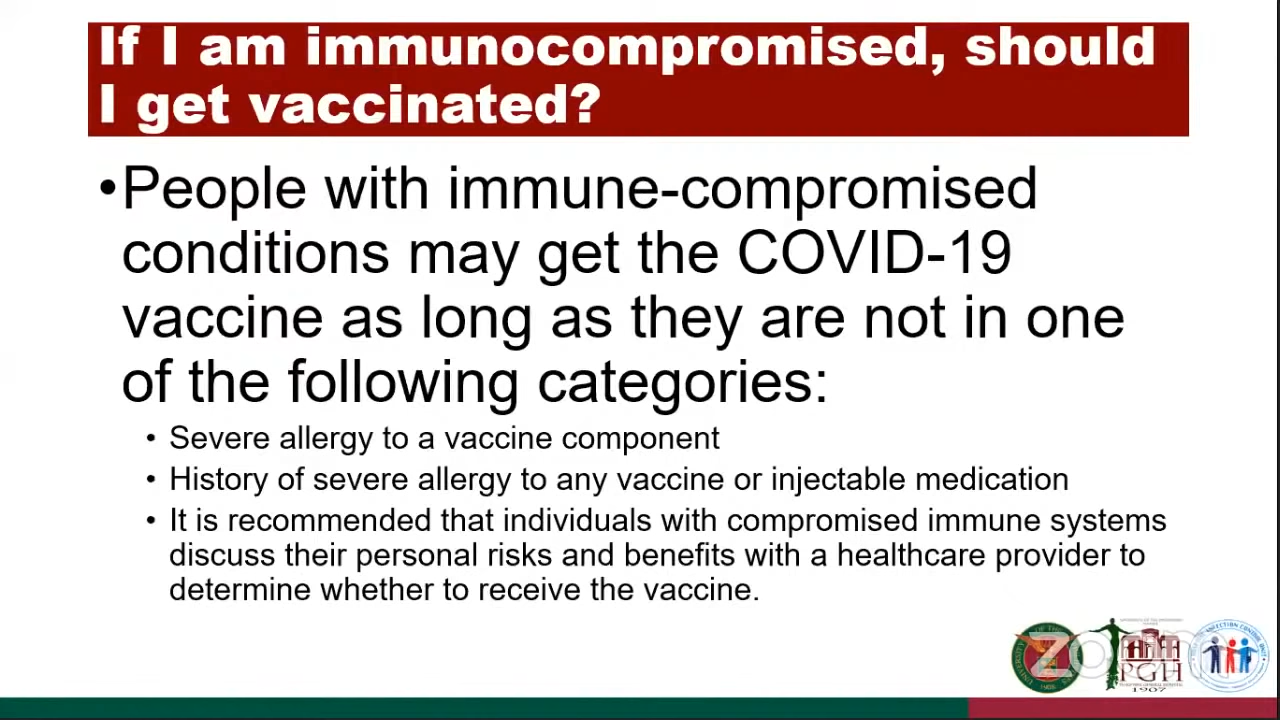 If I am immunocompromised, should
I get vaccinated?
•People with immune-compromised
conditions may get the COVID-19
vaccine as long as they are not in one
of the following categories:
• Severe allergy to a vaccine component
• History of severe allergy to any vaccine or injectable medication
• It is recommended that individuals with compromised immune systems
discuss their personal risks and benefits with a healthcare provider to
determine whether to receive the vaccine.
zoom
PGH
1907